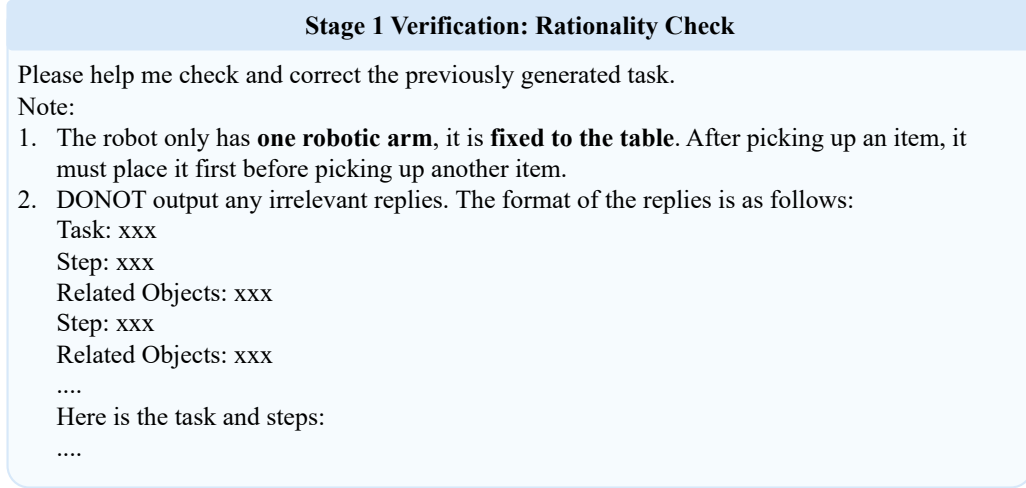 Stage 1 Verification: Rationality Check
Please help me check and correct the previously generated task.
Note:
1. The robot only has one robotic arm, it is fixed to the table. After picking up an item, it
must place it first before picking up another item.
2. DONOT output any irrelevant replies. The format of the replies is as follows:
Task: xxx
Step: xxx
Related Objects: xxx
Step: xxx
Related Objects: xxx
....
Here is the task and steps:
....